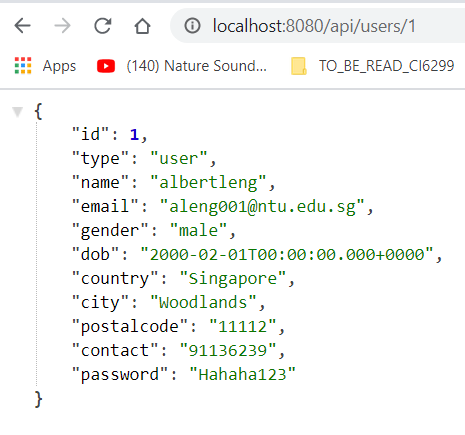 localhost:8080/api/users/1
Apps (140) Nature Sound... TO_BE_READ_CI6299
{
"id": 1,
"type": "user",
"name": "albertleng",
"email": "aleng001@ntu.edu.sg",
"gender": "male",
"dob": "2000-02-01T00:00:00.000+0000",
"country": "Singapore",
"city": "Woodlands",
"postalcode": "11112",
"contact": "91136239",
"password": "Hahaha123"
}